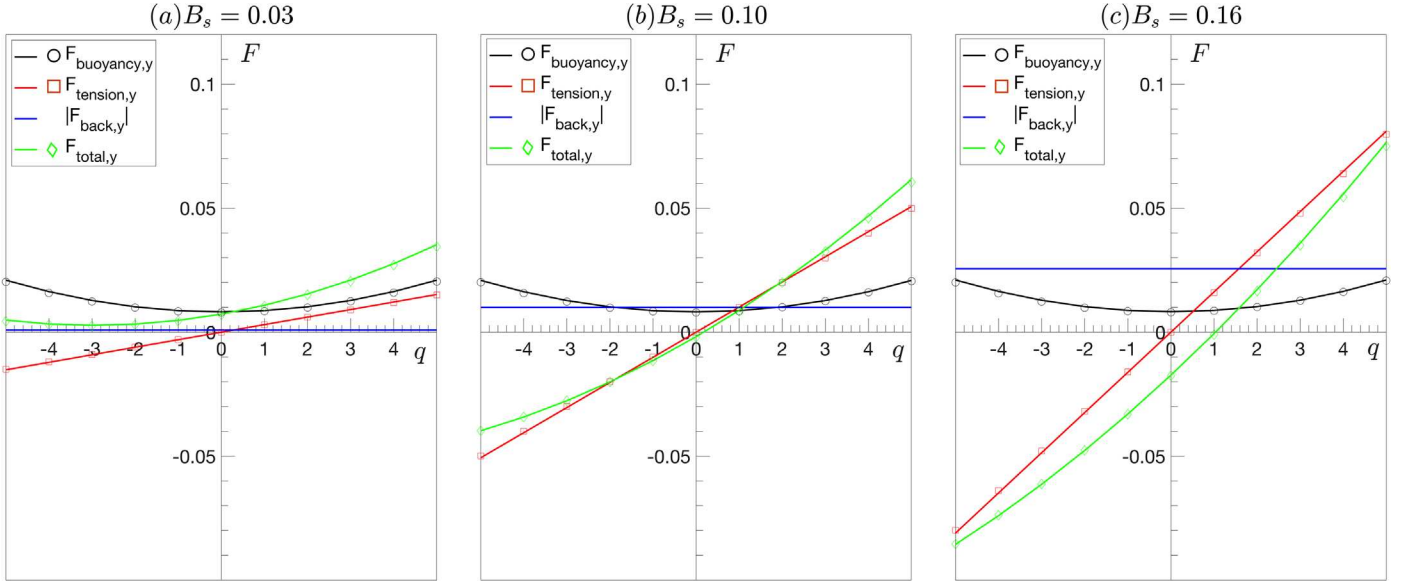 (a)B_s = 0.03
F_buoyancy,y
F_tension,y
|F_back,y|
F_total,y
F
0.1
0.05
0
-0.05
-4 -3 -2 -1 1 2 3 4 q
(b)B_s = 0.10
F_buoyancy,y
F_tension,y
|F_back,y|
F_total,y
F
0.1
0.05
0
-0.05
-4 -3 -2 -1 0 1 2 3 4 q
(c)B_s = 0.16
F_buoyancy,y
F_tension,y
|F_back,y|
F_total,y
F
0.1
0.05
0
-0.05
-4 -3 -2 -1 0 1 2 3 4 q